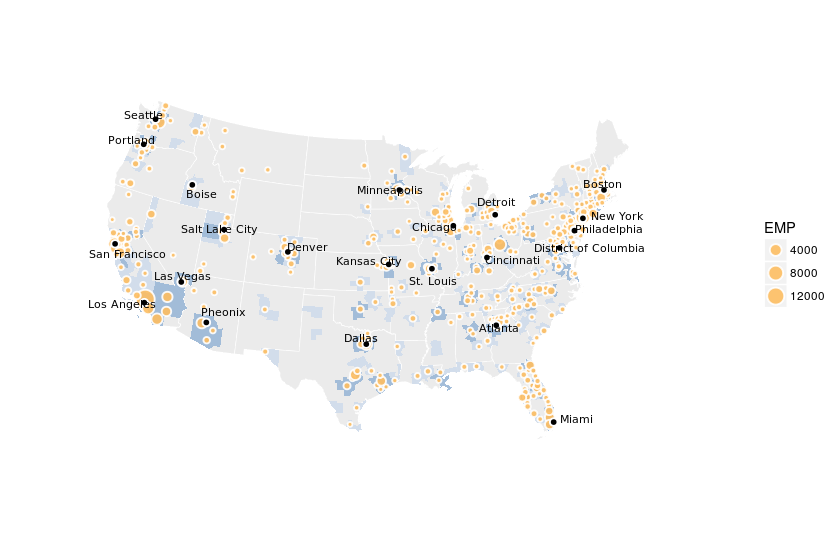 Seattle
Portland
Boise
Minneapolis
Boston
Detroit
New York
Chicago
Philadelphia
Salt Lake City
Denver
District of Columbia
San Francisco
Kansas City
Cincinnati
Las Vegas
St. Louis
Los Angeles
Pheonix
Atlanta
Dallas
Miami
EMP
4000
8000
12000